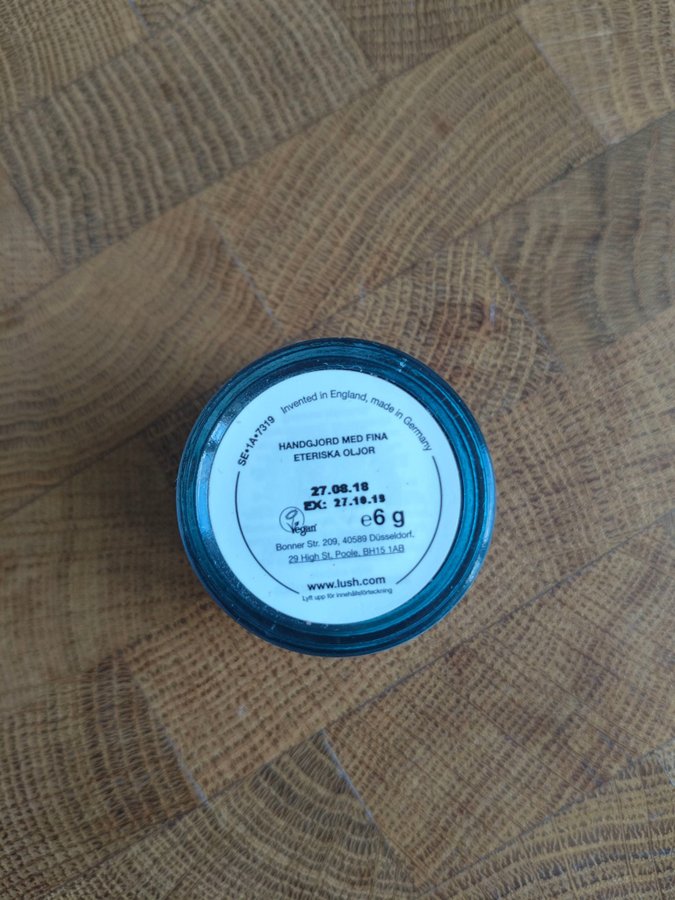 SE•1A•7319 Invented in England, made in Germany
HANDGJORD MED FINA
ETERISKA OLJOR
27.08.18
EX: 27.10.19
Vegan
e6 g
Bonner Str. 209, 40589 Düsseldorf.
29 High St. Poole, BH15 1AB
www.lush.com
Lyft upp för innehållsförteckning